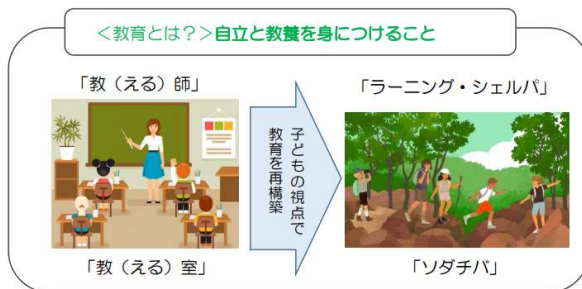 ＜教育とは？＞自立と教養を身につけること
「教（える）師」
「教（える）室」
子どもの視点で
教育を再構築
「ラーニング・シェルパ」
「ソダチバ」